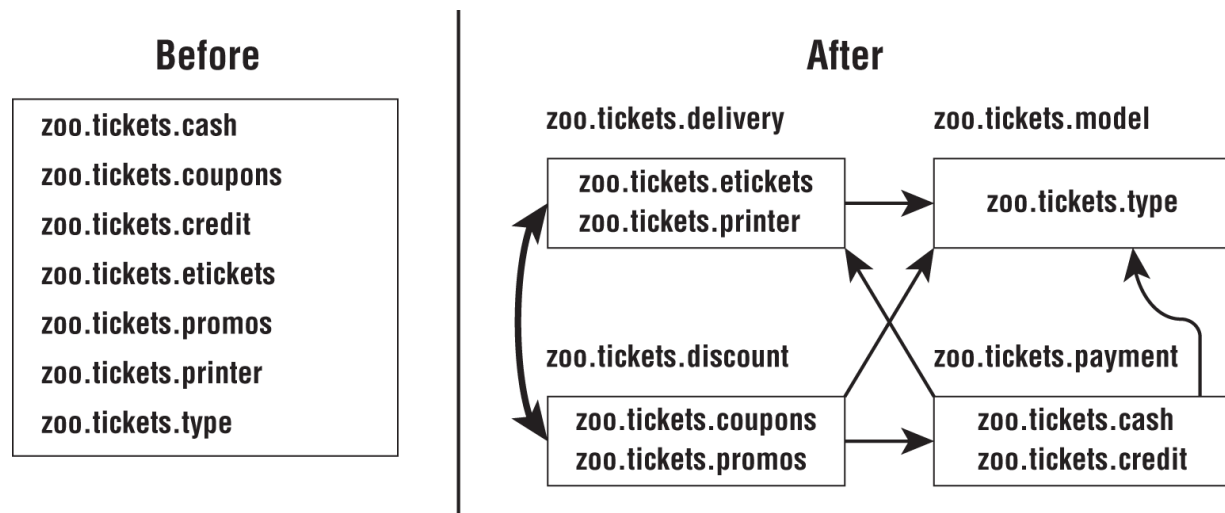 Before
zoo.tickets.cash
zoo.tickets.coupons
zoo.tickets.credit
zoo.tickets.etickets
zoo.tickets.promos
zoo.tickets.printer
zoo.tickets.type
After
zoo.tickets.delivery
zoo.tickets.etickets
zoo.tickets.printer
zoo.tickets.model
zoo.tickets.type
zoo.tickets.discount
zoo.tickets.coupons
zoo.tickets.promos
zoo.tickets.payment
zoo.tickets.cash
zoo.tickets.credit